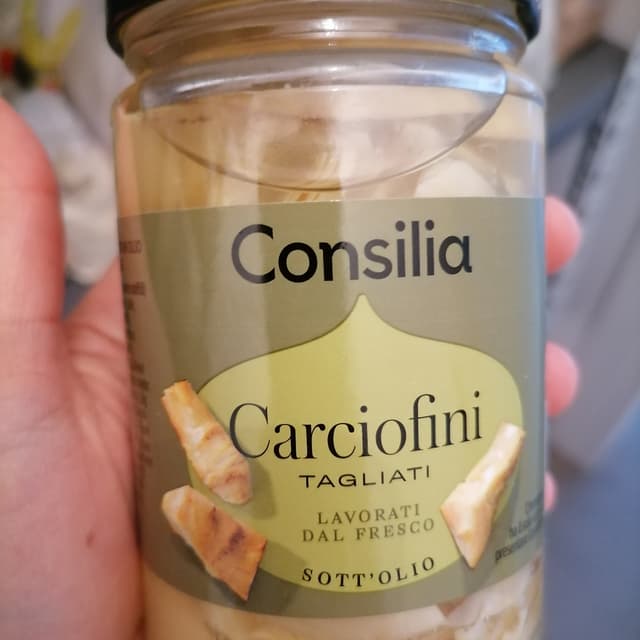 Consilia
Carciofini
TAGLIATI
LAVORATI
DAL FRESCO
SOTT'OLIO